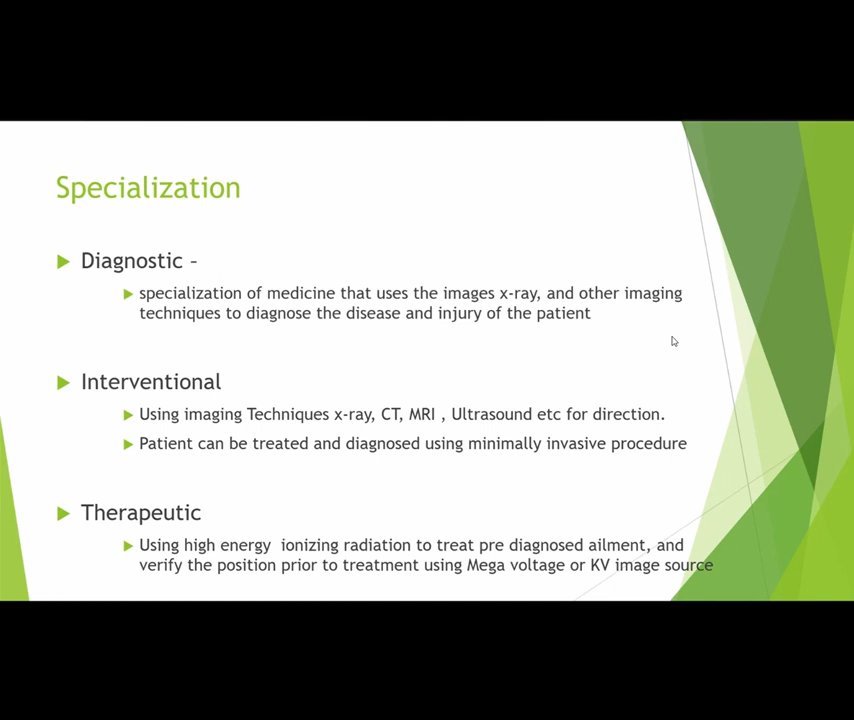 Specialization
Diagnostic –
specialization of medicine that uses the images x-ray, and other imaging
techniques to diagnose the disease and injury of the patient
Interventional
Using imaging Techniques x-ray, CT, MRI , Ultrasound etc for direction.
Patient can be treated and diagnosed using minimally invasive procedure
Therapeutic
Using high energy  ionizing radiation to treat pre diagnosed ailment, and
verify the position prior to treatment using Mega voltage or KV image source